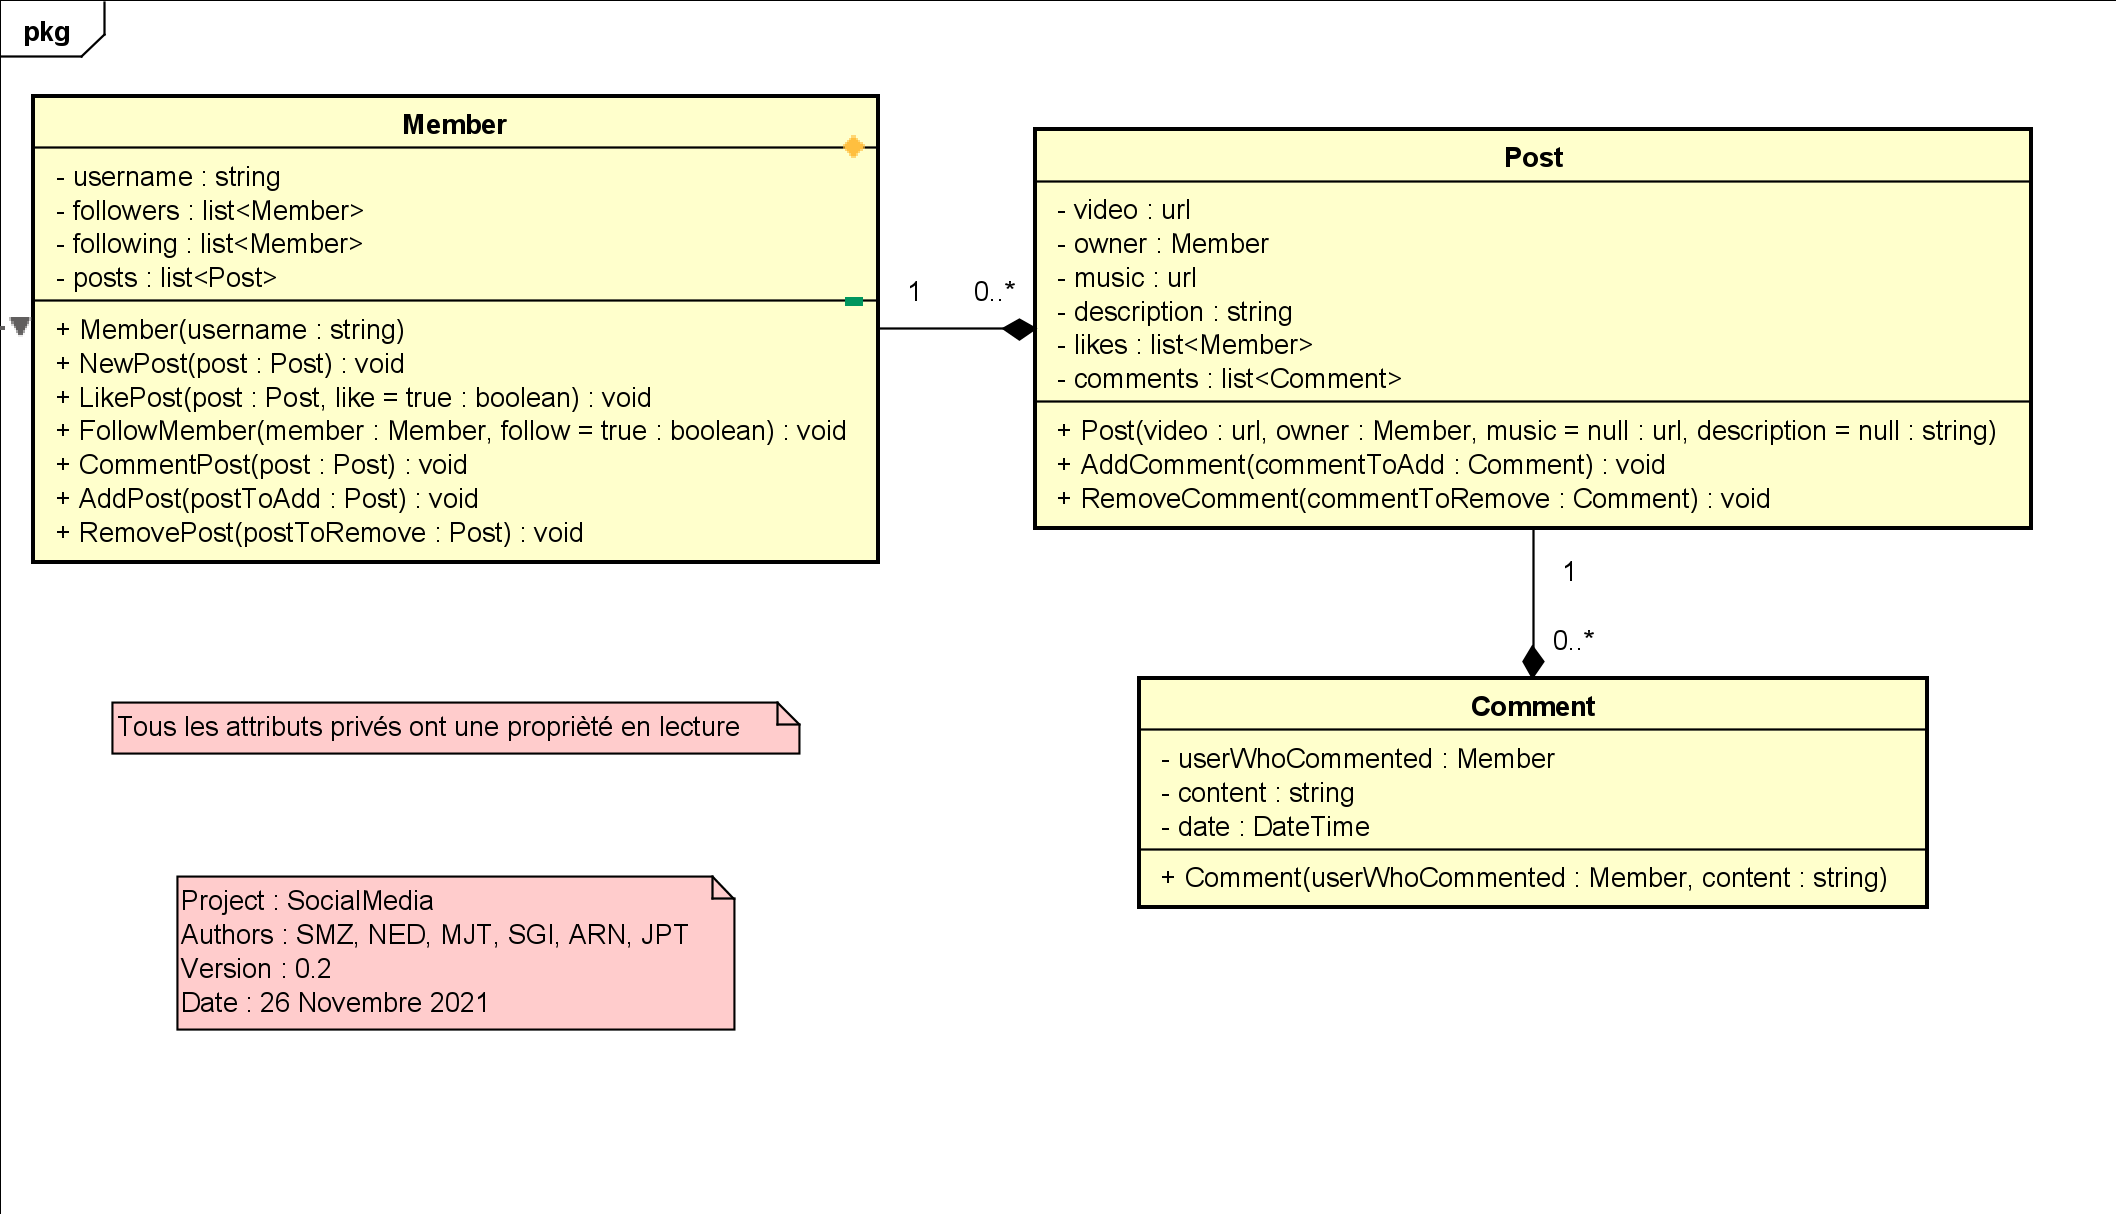 pkg
Member
- username : string
- followers : list<Member>
- following : list<Member>
- posts : list<Post>
+ Member(username : string)
+ NewPost(post : Post) : void
+ LikePost(post : Post, like = true : boolean) : void
+ FollowMember(member : Member, follow = true : boolean) : void
+ CommentPost(post : Post) : void
+ AddPost(postToAdd : Post) : void
+ RemovePost(postToRemove : Post) : void
1
0..*
Post
- video : url
- owner : Member
- music : url
- description : string
- likes : list<Member>
- comments : list<Comment>
+ Post(video : url, owner : Member, music = null : url, description = null : string)
+ AddComment(commentToAdd : Comment) : void
+ RemoveComment(commentToRemove : Comment) : void
1
0..*
Comment
- userWhoCommented : Member
- content : string
- date : DateTime
+ Comment(userWhoCommented : Member, content : string)
Tous les attributs privés ont une proprièté en lecture
Project : SocialMedia
Authors : SMZ, NED, MJT, SGI, ARN, JPT
Version : 0.2
Date : 26 Novembre 2021